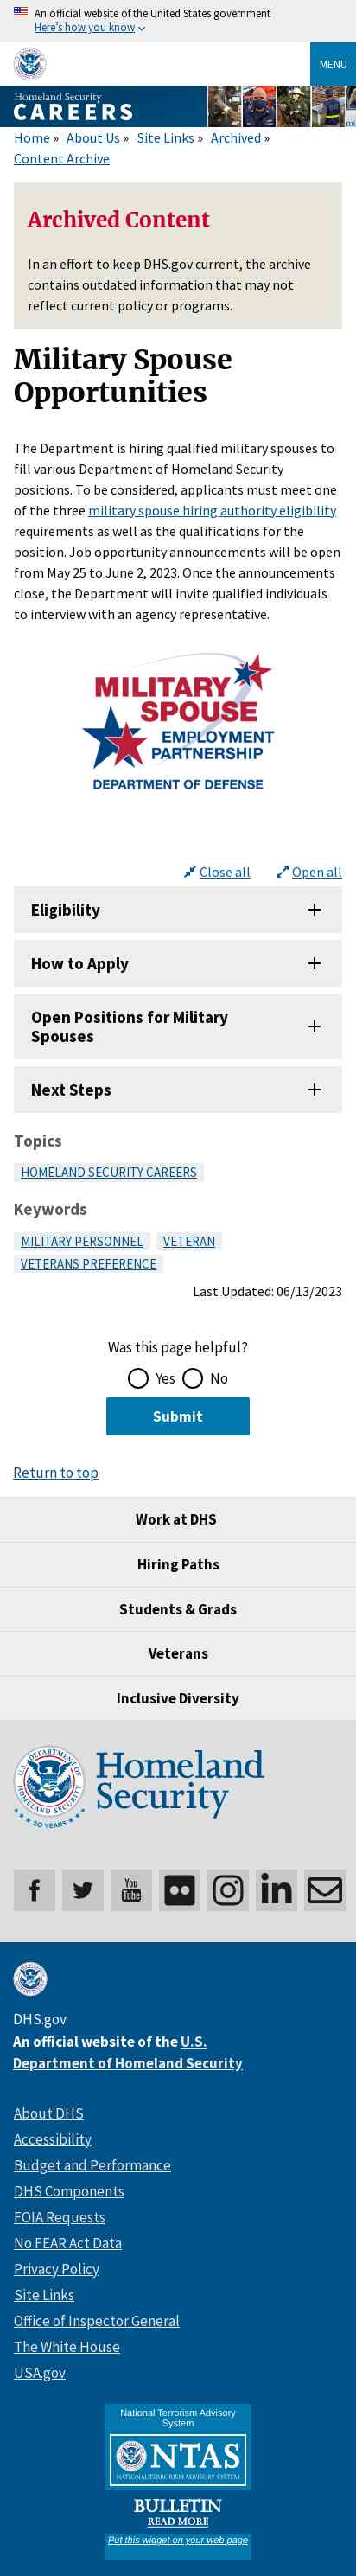 An official website of the United States government
Here's how you know
MENU
Homeland Security
CAREERS
Home » About Us » Site Links » Archived »
Content Archive
Archived Content
In an effort to keep DHS.gov current, the archive
contains outdated information that may not
reflect current policy or programs.
Military Spouse
Opportunities
The Department is hiring qualified military spouses to
fill various Department of Homeland Security
positions. To be considered, applicants must meet one
of the three military spouse hiring authority eligibility
requirements as well as the qualifications for the
position. Job opportunity announcements will be open
from May 25 to June 2, 2023. Once the announcements
close, the Department will invite qualified individuals
to interview with an agency representative.
MILITARY
SPOUSE
EMPLOYMENT
PARTNERSHIP
DEPARTMENT OF DEFENSE
Close all Open all
Eligibility
How to Apply
Open Positions for Military
Spouses
Next Steps
Topics
HOMELAND SECURITY CAREERS
Keywords
MILITARY PERSONNEL VETERAN
VETERANS PREFERENCE
Last Updated: 06/13/2023
Was this page helpful?
Yes No
Submit
Return to top
Work at DHS
Hiring Paths
Students & Grads
Veterans
Inclusive Diversity
U.S. DEPARTMENT OF
HOMELAND SECURITY
20 YEARS
Homeland
Security
You
Tube
DHS.gov
An official website of the U.S.
Department of Homeland Security
About DHS
Accessibility
Budget and Performance
DHS Components
FOIA Requests
No FEAR Act Data
Privacy Policy
Site Links
Office of Inspector General
The White House
USA.gov
National Terrorism Advisory
System
NTAS
NATIONAL TERRORISM ADVISORY SYSTEM
BULLETIN
READ MORE
Put this widget on your web page